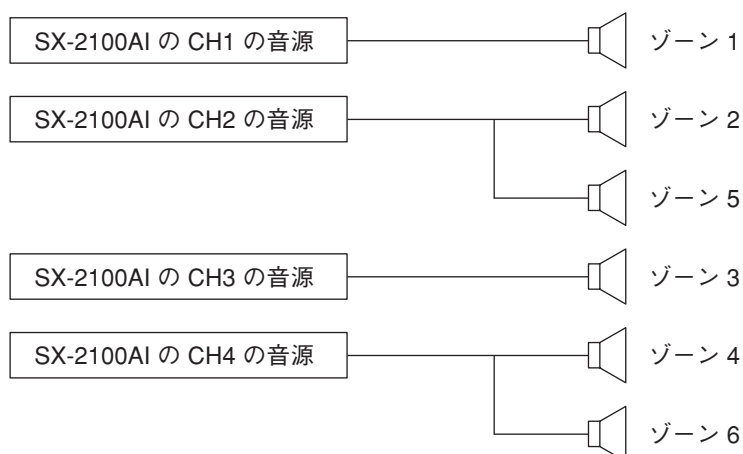 SX-2100AI の CH1 の音源
ゾーン 1
SX-2100AI の CH2 の音源
ゾーン 2
ゾーン 5
SX-2100AI の CH3 の音源
ゾーン 3
SX-2100AI の CH4 の音源
ゾーン 4
ゾーン 6